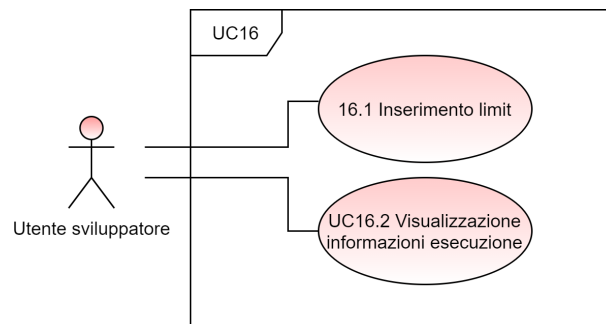 UC16
16.1 Inserimento limit
Utente sviluppatore
UC16.2 Visualizzazione
informazioni esecuzione